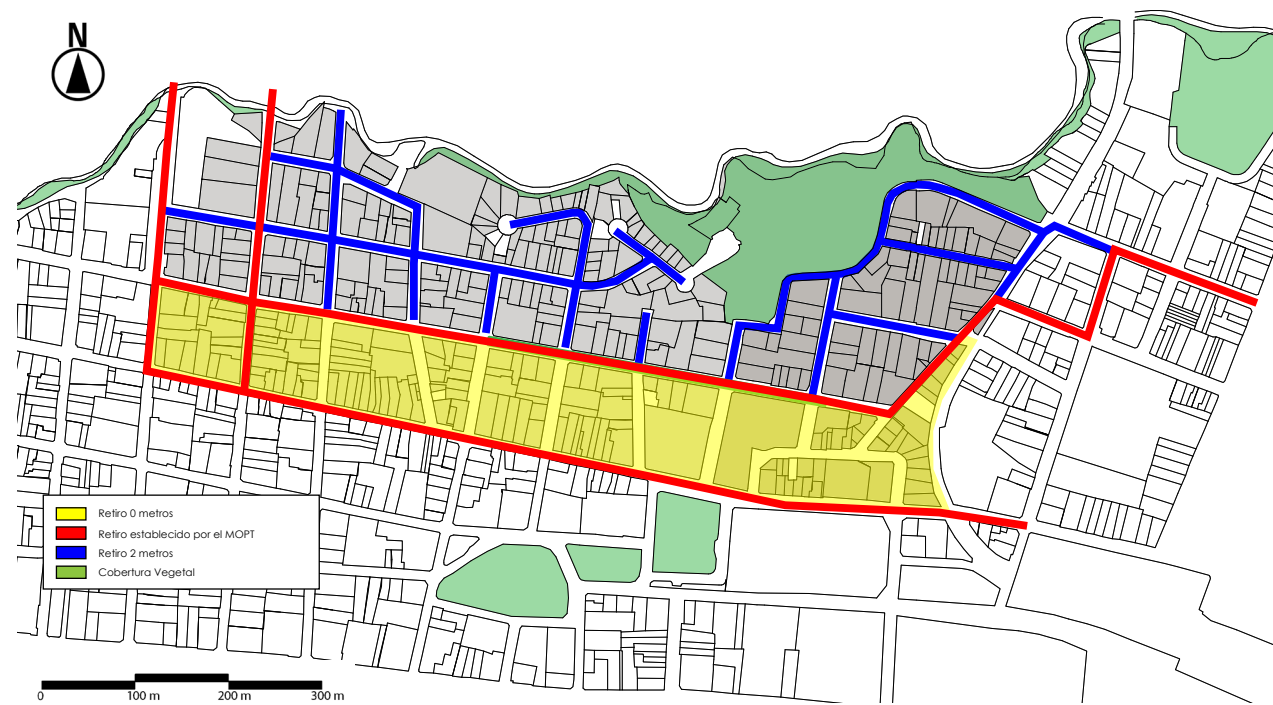 N
Retiro 0 metros
Retiro establecido por el MOPT
Retiro 2 metros
Cobertura Vegetal
0 100 m 200 m 300 m